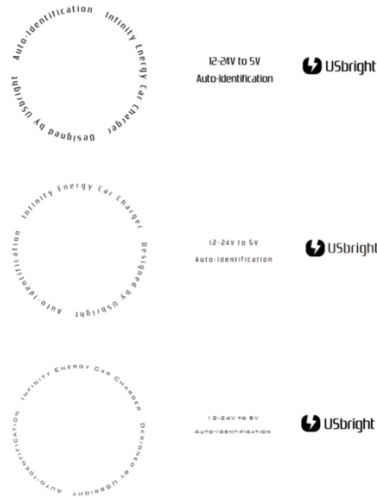 Auto-Identification Infinity Energy Car Charger Designed by Usbright
12-24V to 5V
Auto-Identification
USbright
Infinity Energy Car Charger Designed by Usbright Auto-Identification
12-24V to 5V
Auto-Identification
USbright
Infinity Energy Car Charger Designed by Usbright Auto-Identification
12-24V to 5V
Auto-Identification
USbright